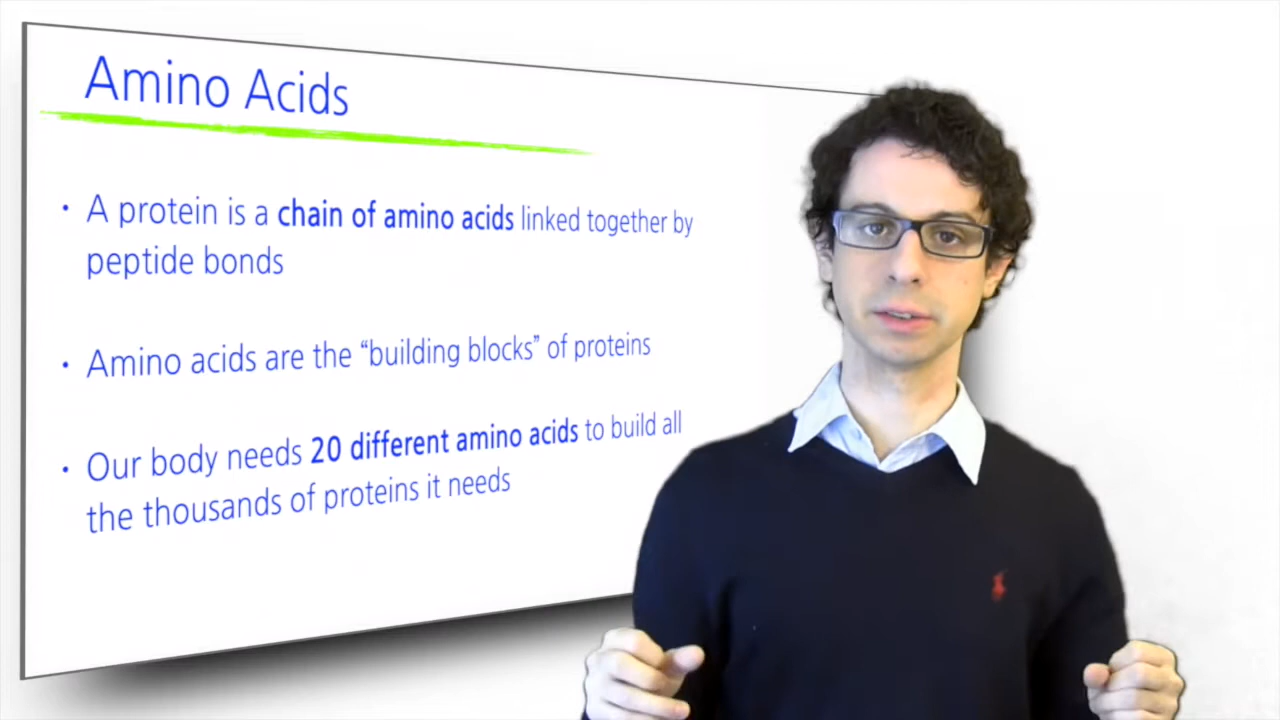 Amino Acids
• A protein is a chain of amino acids linked together by
peptide bonds
• Amino acids are the “building blocks” of proteins
• Our body needs 20 different amino acids to build all
the thousands of proteins it needs